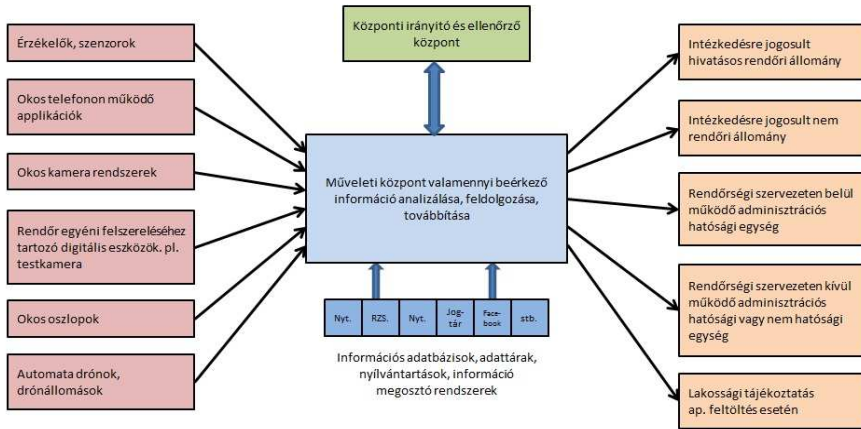 Érzékelők, szenzorok
Okos telefonon működő
applikációk
Okos kamera rendszerek
Rendőr egyéni felszereléséhez
tartozó digitális eszközök. pl.
testkamera
Okos oszlopok
Automata drónok,
drónállomások
Központi irányító és ellenőrző
központ
Műveleti központ valamennyi beérkező
információ analizálása, feldolgozása,
továbbítása
Nyt.
RZS.
Nyt.
Jog-
tár
Face-
book
stb.
Információs adatbázisok, adattárak,
nyílvántartások, információ
megosztó rendszerek
Intézkedésre jogosult
hivatásos rendőri állomány
Intézkedésre jogosult nem
rendőri állomány
Rendőrségi szervezeten belül
működő adminisztrációs
hatósági egység
Rendőrségi szervezeten kívül
működő adminisztrációs
hatósági vagy nem hatósági
egység
Lakossági tájékoztatás
ap. feltöltés esetén